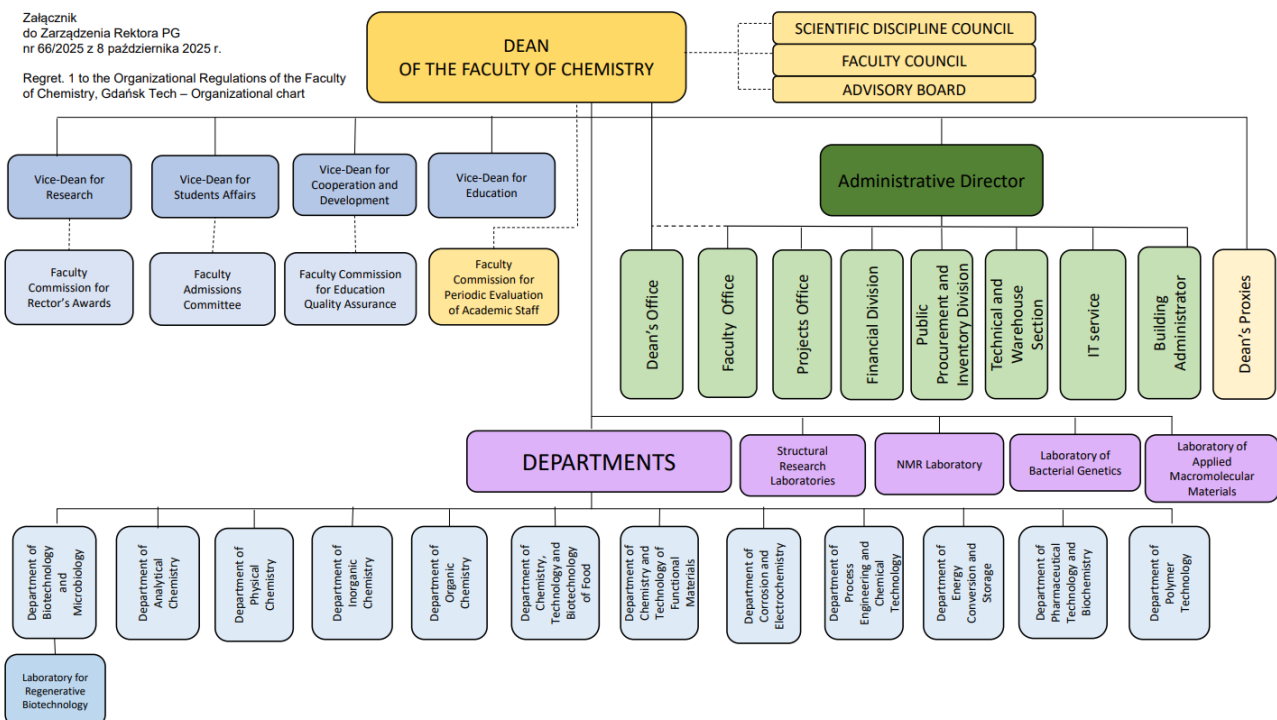 Załącznik
do Zarządzenia Rektora PG
nr 66/2025 z 8 października 2025 r.
Regret. 1 to the Organizational Regulations of the Faculty
of Chemistry, Gdańsk Tech – Organizational chart
DEAN
OF THE FACULTY OF CHEMISTRY
SCIENTIFIC DISCIPLINE COUNCIL
FACULTY COUNCIL
ADVISORY BOARD
Vice-Dean for
Research
Vice-Dean for
Students Affairs
Vice-Dean for
Cooperation and
Development
Vice-Dean for
Education
Administrative Director
Faculty
Commission for
Rector's Awards
Faculty
Admissions
Committee
Faculty Commission
for Education
Quality Assurance
Faculty
Commission for
Periodic Evaluation
of Academic Staff
Dean's Office
Faculty Office
Projects Office
Financial Division
Public
Procurement and
Inventory Division
Technical and
Warehouse
Section
IT service
Building
Administrator
Dean's Proxies
DEPARTMENTS
Structural
Research
Laboratories
NMR Laboratory
Laboratory of
Bacterial Genetics
Laboratory of
Applied
Macromolecular
Materials
Department of
Biotechnology
and
Microbiology
Department of
Analytical
Chemistry
Department of
Physical
Chemistry
Department of
Inorganic
Chemistry
Department of
Organic
Chemistry
Department of
Chemistry,
Technology and
Biotechnology
of Food
Department of
Chemistry and
Technology of
Functional
Materials
Department of
Corrosion and
Electrochemistry
Department of
Process
Engineering and
Chemical
Technology
Department of
Energy
Conversion and
Storage
Department of
Pharmaceutical
Technology and
Biochemistry
Department of
Polymer
Technology
Laboratory for
Regenerative
Biotechnology